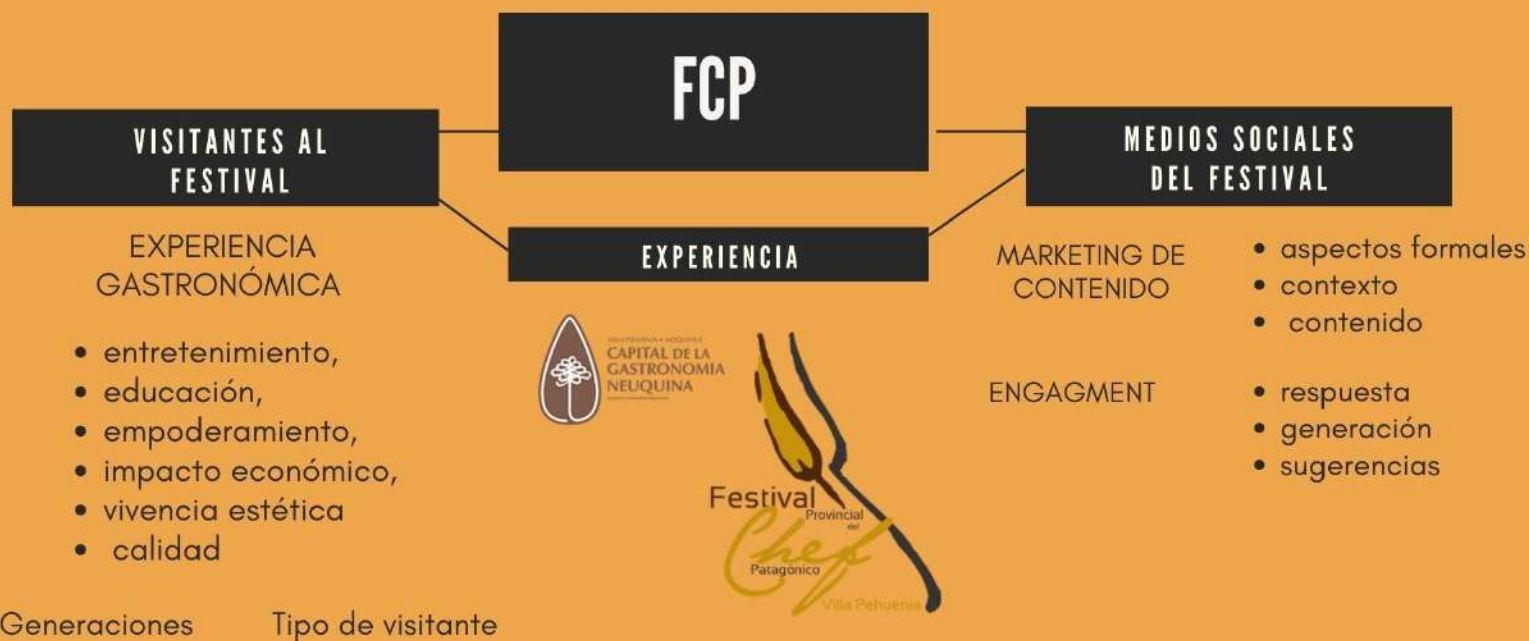 FCP
VISITANTES AL
FESTIVAL
EXPERIENCIA
GASTRONÓMICA
• entretenimiento,
• educación,
• empoderamiento,
• impacto económico,
• vivencia estética
• calidad
Generaciones
Tipo de visitante
EXPERIENCIA
CAPITAL DE LA
GASTRONOMIA
NEUQUINA
Festival
Provincial
del
Chef
Patagónico
Villa Pehuenia
MEDIOS SOCIALES
DEL FESTIVAL
MARKETING DE
CONTENIDO
• aspectos formales
• contexto
• contenido
ENGAGMENT
• respuesta
• generación
• sugerencias